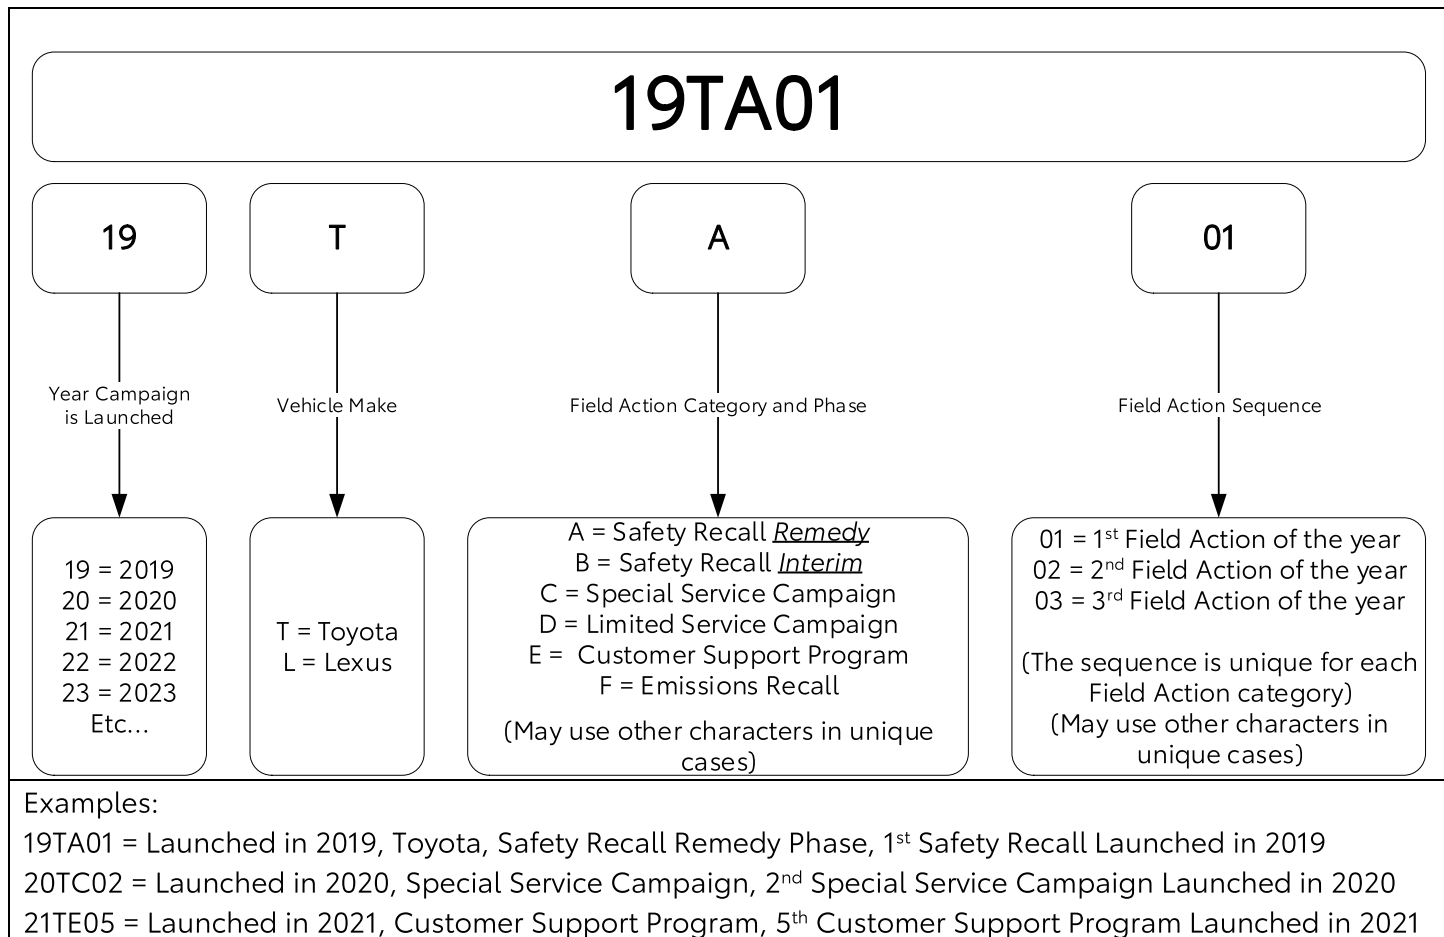 19TA01
19
T
A
01
Year Campaign
is Launched
Vehicle Make
Field Action Category and Phase
Field Action Sequence
19 = 2019
20 = 2020
21 = 2021
22 = 2022
23 = 2023
Etc...
T = Toyota
L = Lexus
A = Safety Recall Remedy
B = Safety Recall Interim
C = Special Service Campaign
D = Limited Service Campaign
E =  Customer Support Program
F = Emissions Recall
(May use other characters in unique
cases)
01 = 1st Field Action of the year
02 = 2nd Field Action of the year
03 = 3rd Field Action of the year
(The sequence is unique for each
Field Action category)
(May use other characters in
unique cases)
Examples:
19TA01 = Launched in 2019, Toyota, Safety Recall Remedy Phase, 1st Safety Recall Launched in 2019
20TC02 = Launched in 2020, Special Service Campaign, 2nd Special Service Campaign Launched in 2020
21TE05 = Launched in 2021, Customer Support Program, 5th Customer Support Program Launched in 2021